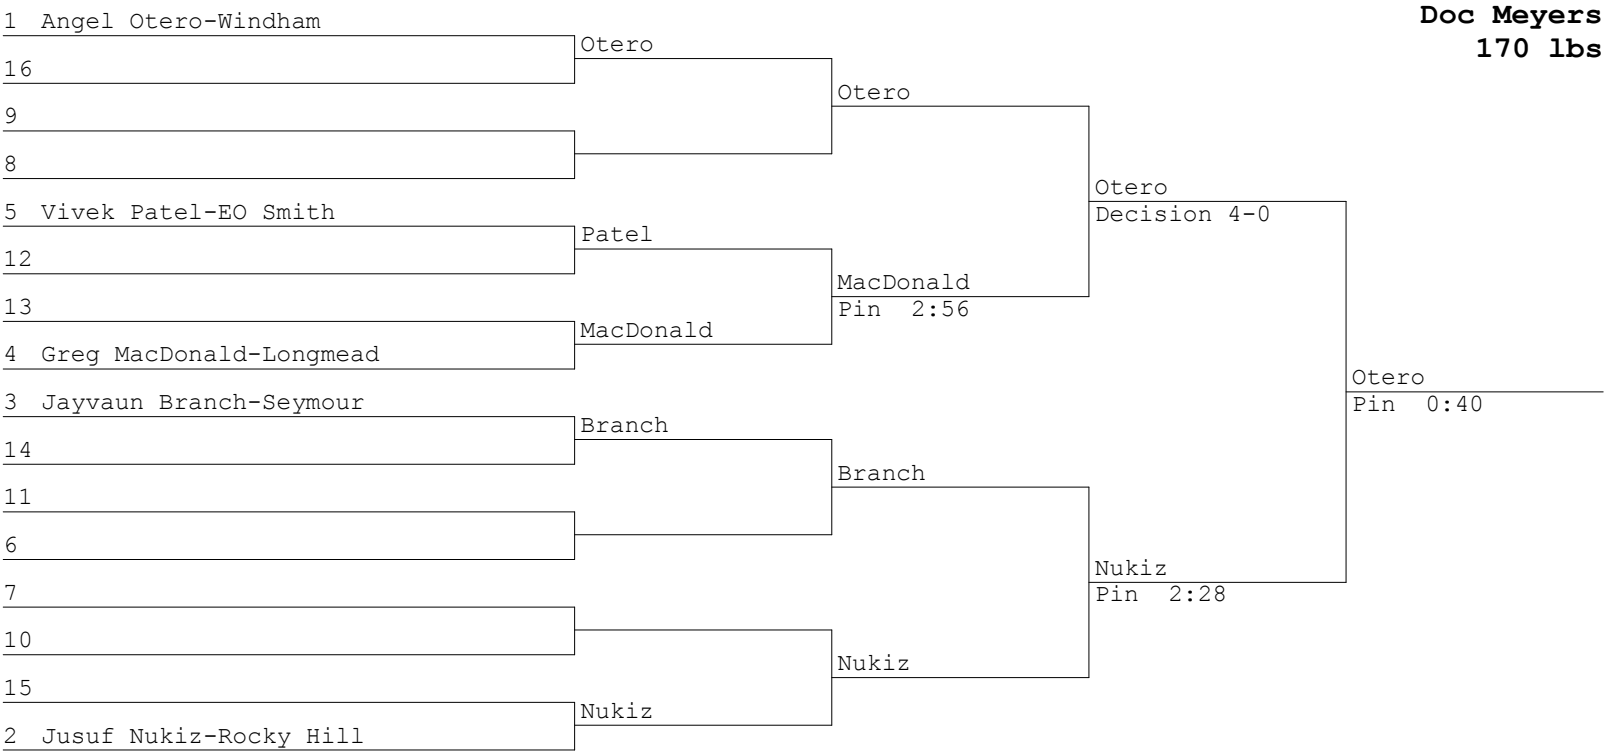 Doc Meyers
170 lbs
1 Angel Otero-Windham
16
9
8
5 Vivek Patel-EO Smith
12
13
4 Greg MacDonald-Longmead
3 Jayvaun Branch-Seymour
14
11
6
7
10
15
2 Jusuf Nukiz-Rocky Hill
Otero
Patel
MacDonald
Branch
Nukiz
Otero
MacDonald
Pin 2:56
Branch
Nukiz
Otero
Decision 4-0
Nukiz
Pin 2:28
Otero
Pin 0:40